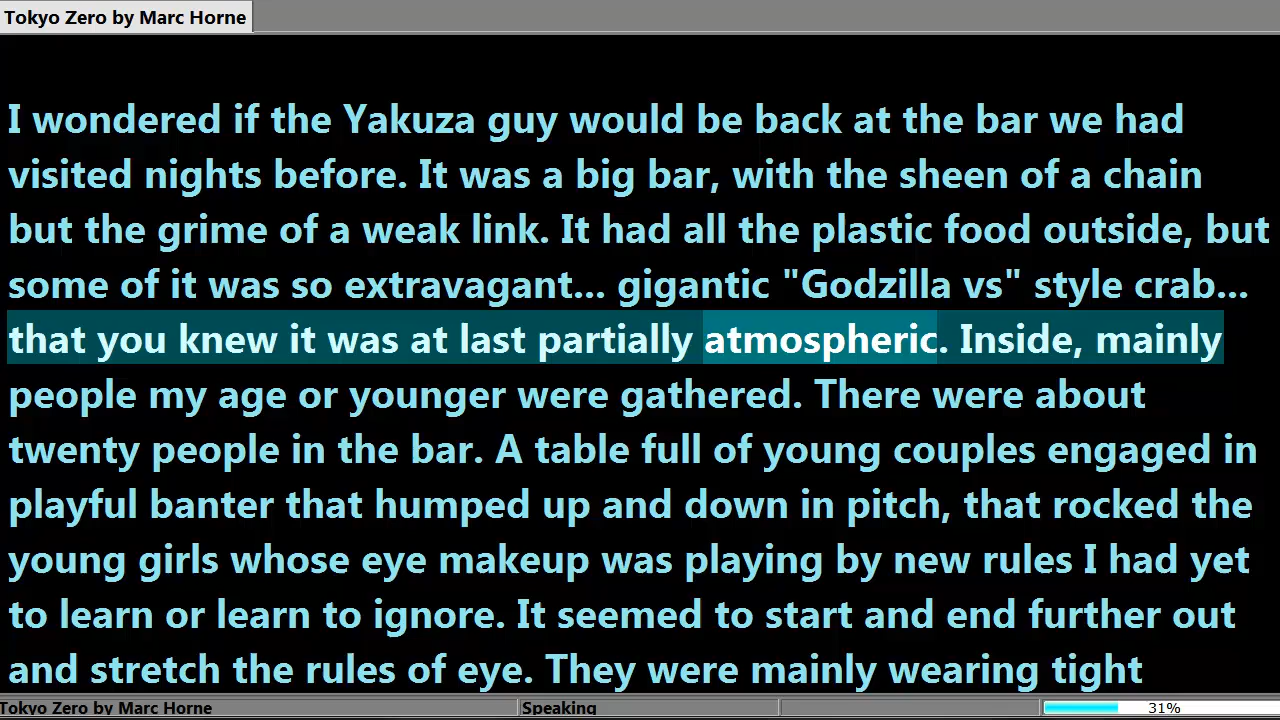 Tokyo Zero by Marc Horne
I wondered if the Yakuza guy would be back at the bar we had
visited nights before. It was a big bar, with the sheen of a chain
but the grime of a weak link. It had all the plastic food outside, but
some of it was so extravagant... gigantic "Godzilla vs" style crab...
that you knew it was at last partially atmospheric. Inside, mainly
people my age or younger were gathered. There were about
twenty people in the bar. A table full of young couples engaged in
playful banter that humped up and down in pitch, that rocked the
young girls whose eye makeup was playing by new rules I had yet
to learn or learn to ignore. It seemed to start and end further out
and stretch the rules of eye. They were mainly wearing tight
Tokyo Zero by Marc Horne
Speaking
31%